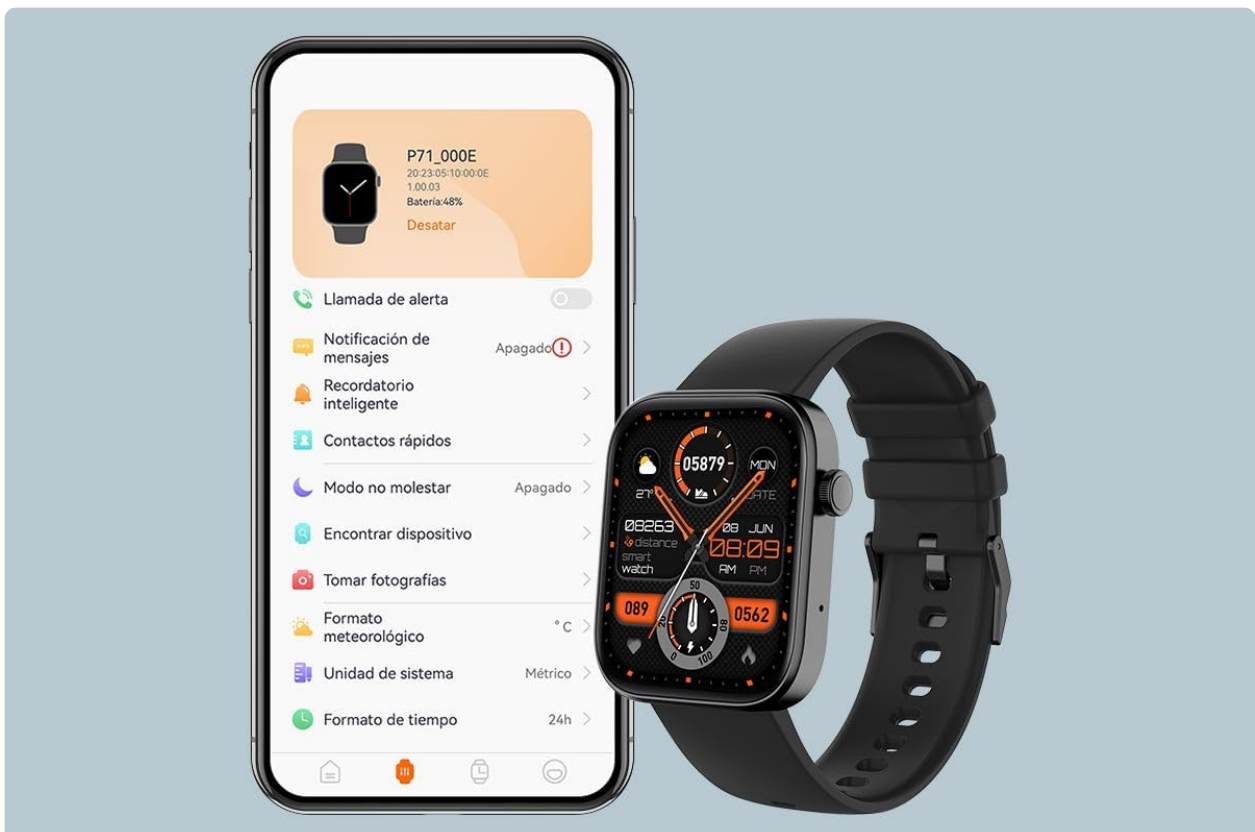 P71_000E
20:23:05:10:00:0E
1.00.03
Batería:48%
Desatar
Llamada de alerta
Notificación de
mensajes
Apagado
Recordatorio
inteligente
Contactos rápidos
Modo no molestar
Apagado
Encontrar dispositivo
Tomar fotografías
Formato
meteorológico
°C
Unidad de sistema
Métrico
Formato de tiempo
24h
05879
MON
27°
08263
distance
smart
watch
08 JUN
08:09
AM PM
50
089
0562
20
80
0
100